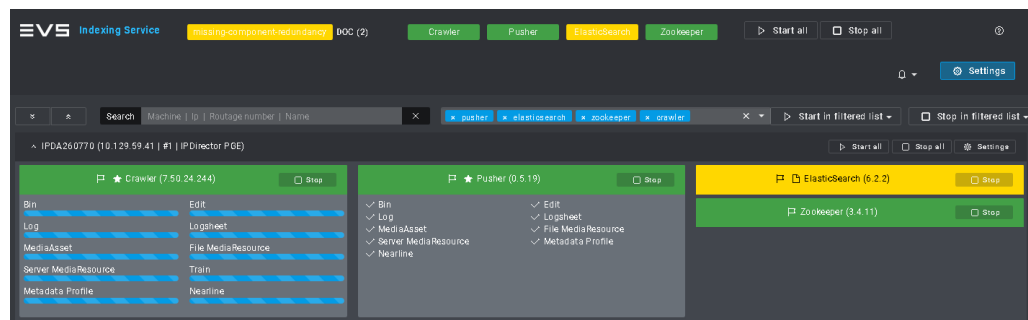 EVS Indexing Service missing-component-redundancy DOC (2) Crawler Pusher ElasticSearch Zookeeper Start all Stop all
Settings
Search Machine | Ip | Routage number | Name × × pusher × elasticsearch × zookeeper × crawler × Start in filtered list Stop in filtered list
IPDA260770 (10.129.59.41 | #1 | IPDirector PGE) Start all Stop all Settings
Crawler (7.50.24.244) Stop
Bin Edit
Log Logsheet
MediaAsset File MediaResource
Server MediaResource Train
Metadata Profile Nearline
Pusher (0.5.19) Stop
Bin Edit
Log Logsheet
MediaAsset File MediaResource
Server MediaResource Metadata Profile
Nearline
ElasticSearch (6.2.2) Stop
Zookeeper (3.4.11) Stop